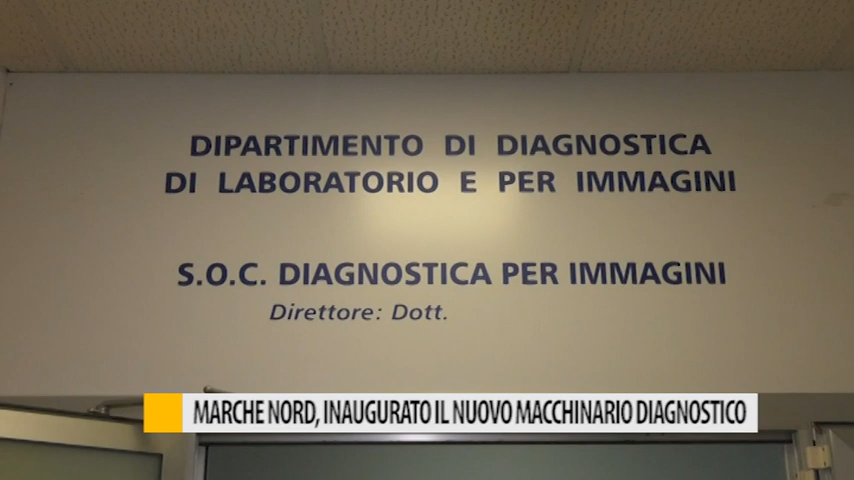 DIPARTIMENTO DI DIAGNOSTICA
DI LABORATORIO E PER IMMAGINI
S.O.C. DIAGNOSTICA PER IMMAGINI
Direttore: Dott.
MARCHE NORD, INAUGURATO IL NUOVO MACCHINARIO DIAGNOSTICO